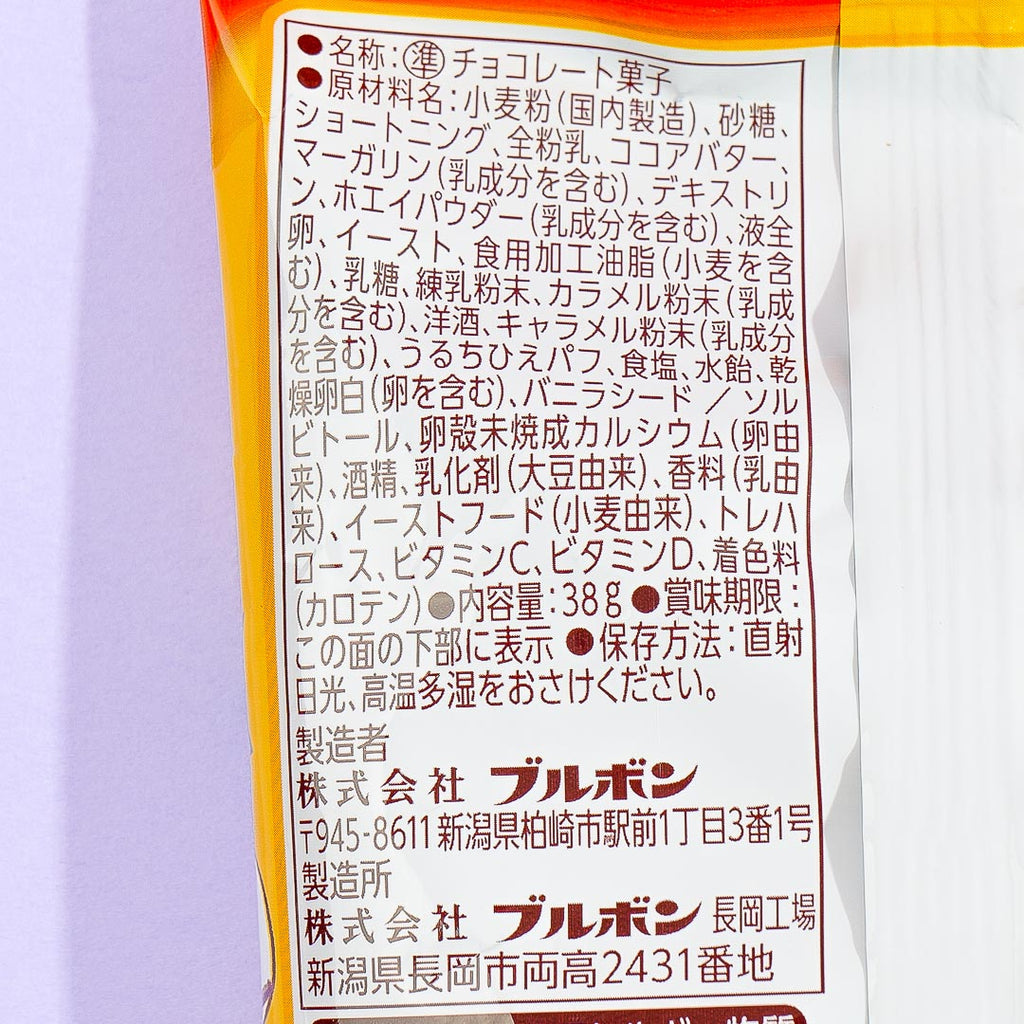 ●名称：㊜チョコレート菓子
●原材料名：小麦粉（国内製造）、砂糖、
ショートニング、全粉乳、ココアバター、
マーガリン（乳成分を含む）、デキストリ
ン、ホエイパウダー（乳成分を含む）、液全
卵、イースト、食用加工油脂（小麦を含
む）、乳糖、練乳粉末、カラメル粉末（乳成
分を含む）、洋酒、キャラメル粉末（乳成分
を含む）、うるちひえパフ、食塩、水飴、乾
燥卵白（卵を含む）、バニラシード／ソル
ビトール、卵殻未焼成カルシウム（卵由
来）、酒精、乳化剤（大豆由来）、香料（乳由
来）、イーストフード（小麦由来）、トレハ
ロース、ビタミンC、ビタミンD、着色料
（カロテン）●内容量：38g●賞味期限：
この面の下部に表示●保存方法：直射
日光、高温多湿をおさけください。
製造者
株式会社 ブルボン
〒945-8611 新潟県柏崎市駅前1丁目3番1号
製造所
株式会社 ブルボン 長岡工場
新潟県長岡市両高2431番地